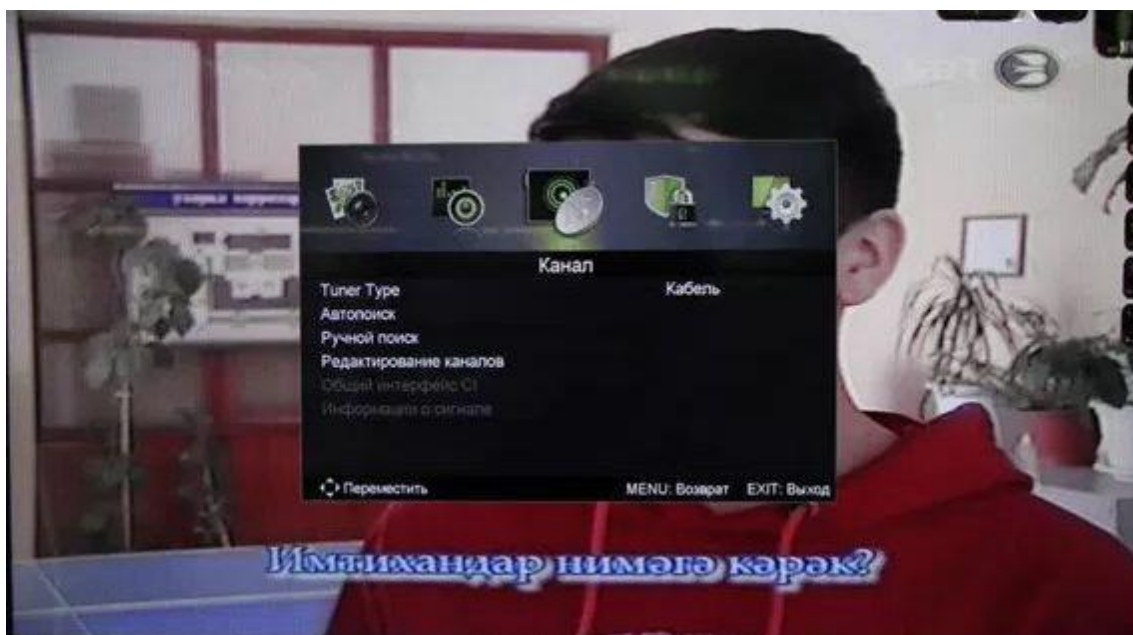 Канал
Tuner Type Кабель
Автопоиск
Ручной поиск
Редактирование каналов
Общий интерфейс CI
Информация о сигнале
Переместить MENU: Возврат EXIT: Выход
Имтихандар нимәгә кәрәк?